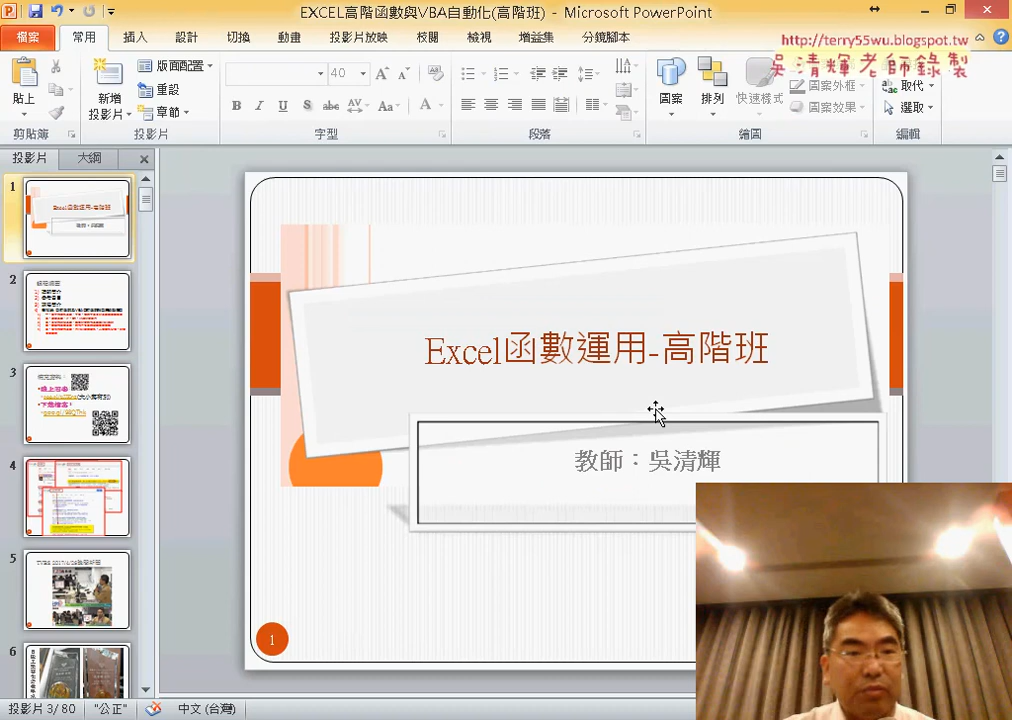 EXCEL高階函數與VBA自動化(高階班) - Microsoft PowerPoint
檔案 常用 插入 設計 切換 動畫 投影片放映 校閱 檢視 增益集 分鏡腳本
http://terry55wu.blogspot.tw
吳清輝老師錄製
貼上 新增投影片 版面配置 重設 章節
40
圖案 排列 快速樣式 圖案外框 圖案效果 取代 選取
剪貼簿 投影片 字型 段落 繪圖 編輯
投影片 大綱
1
2
3
4
5
6
Excel函數運用-高階班
教師：吳清輝
1
投影片 3/80 "公正" 中文 (台灣)